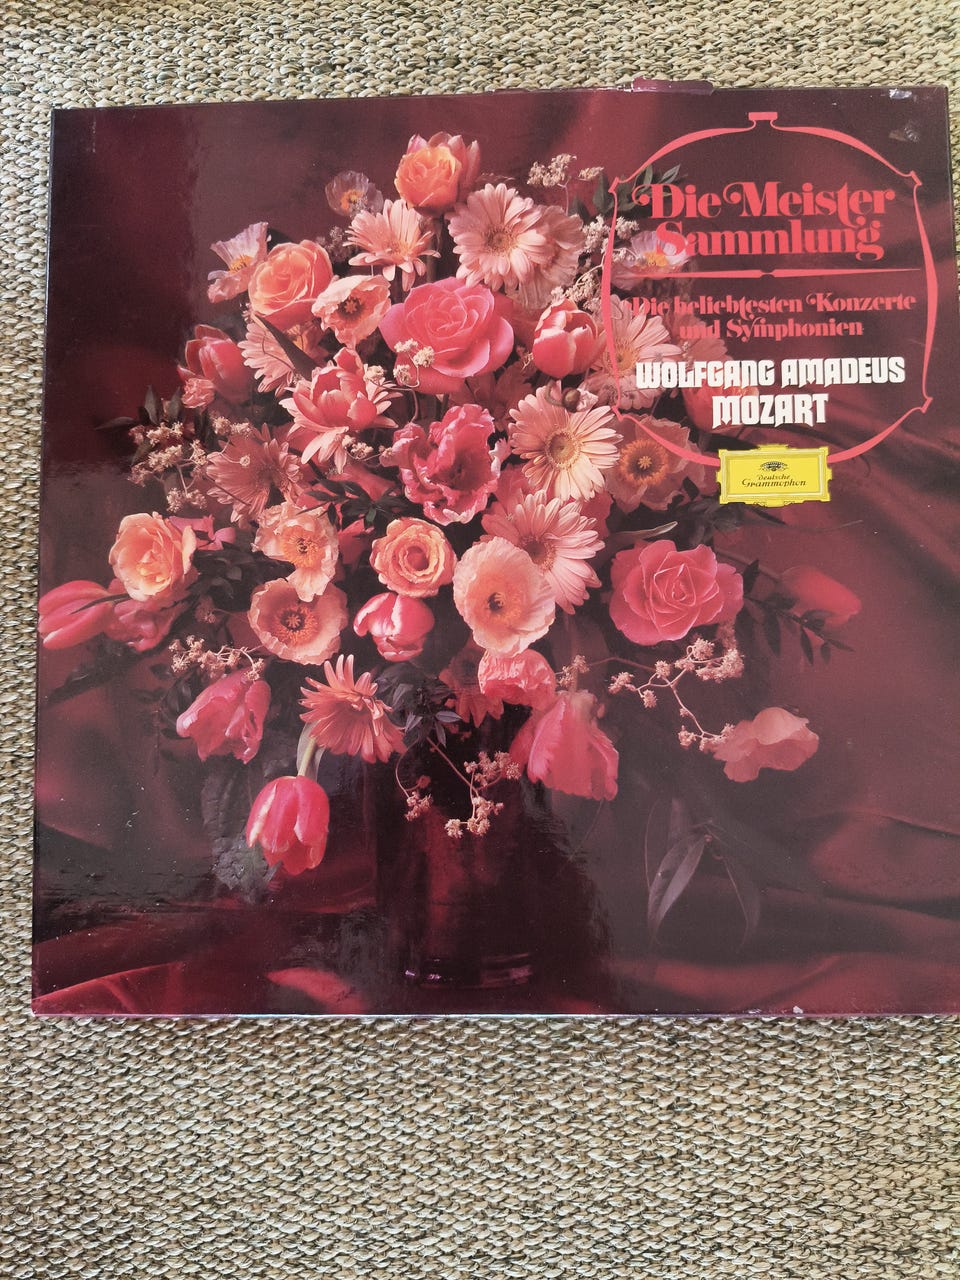 Die Meister
Sammlung
Die beliebtesten Konzerte
und Symphonien
WOLFGANG AMADEUS
MOZART
Deutsche
Grammophon